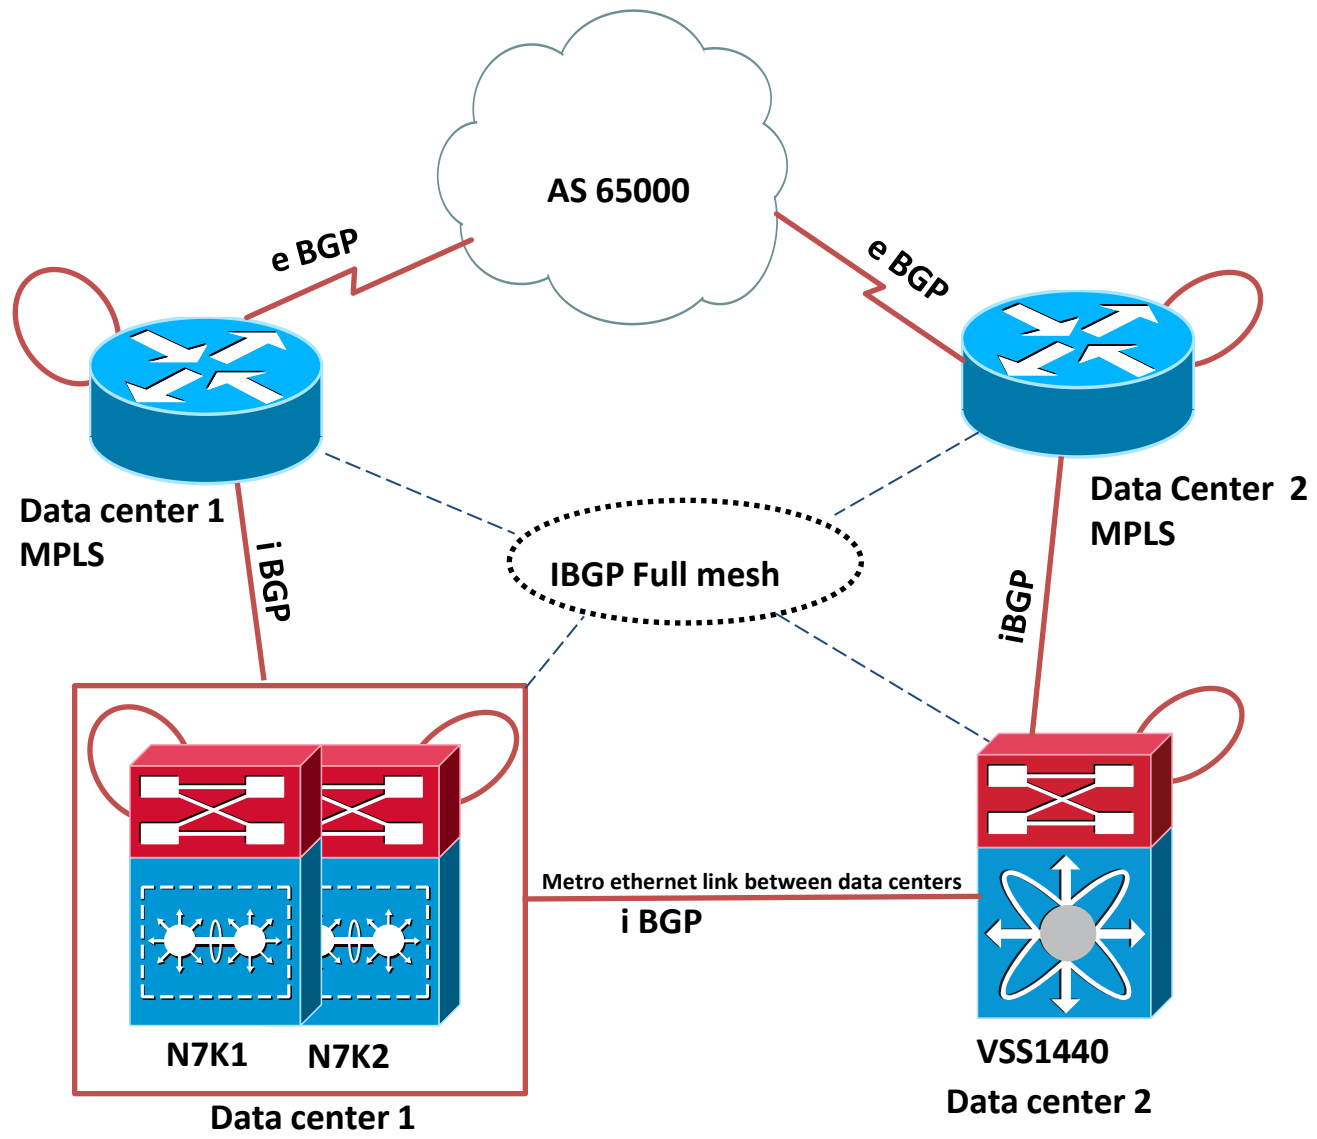 AS 65000
e BGP
e BGP
Data center 1
MPLS
Data Center  2
MPLS
i BGP
IBGP Full mesh
iBGP
Metro ethernet link between data centers
i BGP
N7K1
N7K2
VSS1440
Data center 1
Data center 2